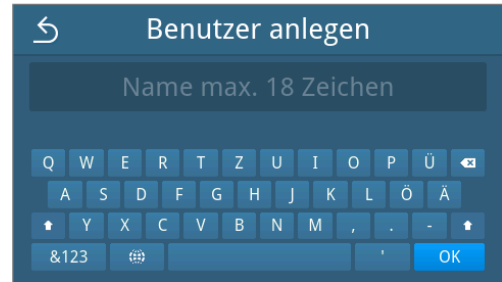 Benutzer anlegen
Name max. 18 Zeichen
Q W E R T Z U I O P Ü
A S D F G H J K L Ö Ä
Y X C V B N M , . -
&123 ' OK